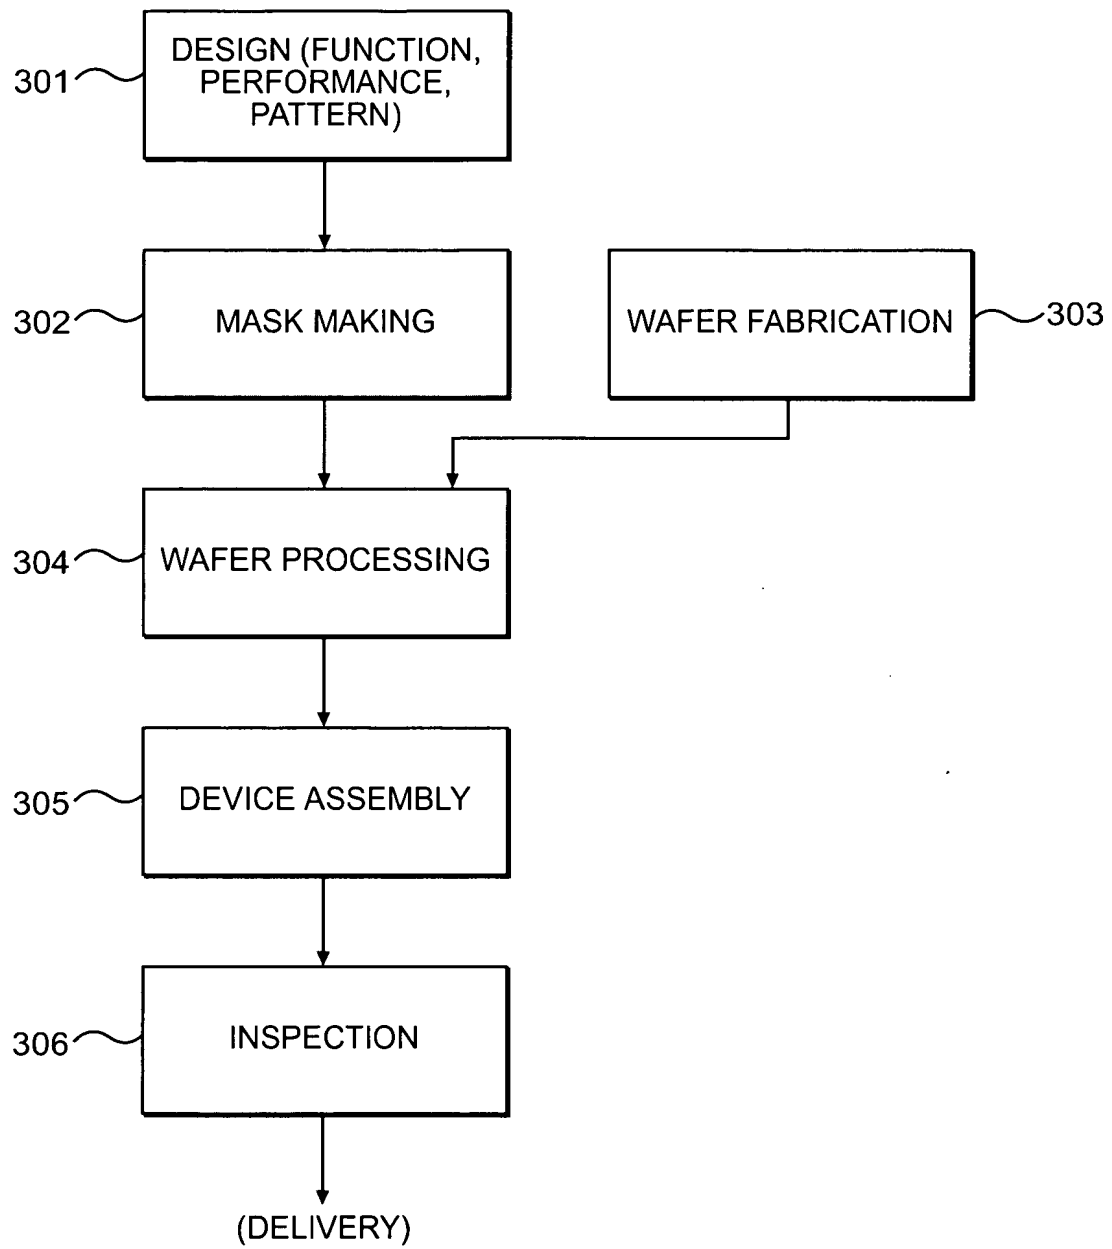 301
DESIGN (FUNCTION,
PERFORMANCE,
PATTERN)
302
MASK MAKING
WAFER FABRICATION
303
304
WAFER PROCESSING
305
DEVICE ASSEMBLY
306
INSPECTION
(DELIVERY)